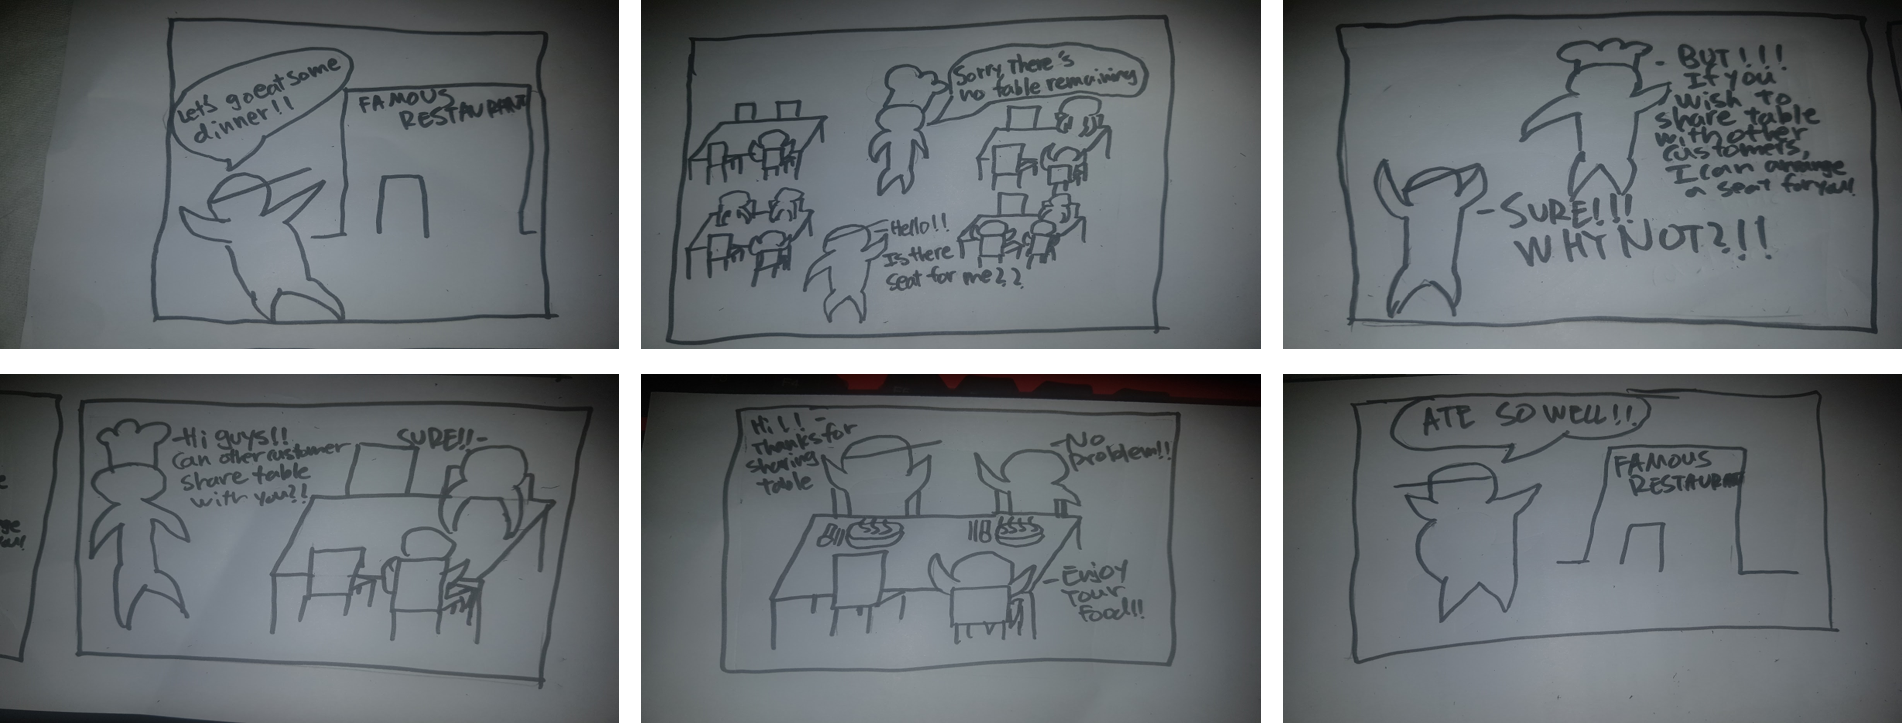 Let's go eat some
dinner!!
FAMOUS
RESTAURANT
Sorry, There's
no table remaining
Hello!!
Is there
seat for me??
BUT!!!
If you
wish to
share table
with other
customers,
I can arrange
a seat for you!!
SURE!!!
WHY NOT?!!
Hi guys!!
Can other customer
share table
with you??
SURE!!
Hi!!
Thanks for
sharing
table
No
problem!!
Enjoy
Your
Food!!
ATE SO WELL!!
FAMOUS
RESTAURANT